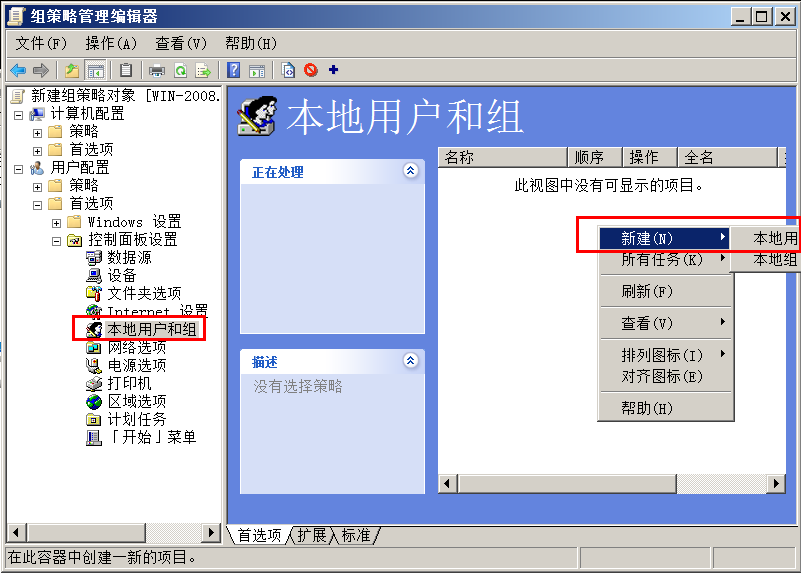 组策略管理编辑器
文件(F) 操作(A) 查看(V) 帮助(H)
新建组策略对象 [WIN-2008.
计算机配置
策略
首选项
用户配置
策略
首选项
Windows 设置
控制面板设置
数据源
设备
文件夹选项
Internet 设置
本地用户和组
网络选项
电源选项
打印机
区域选项
计划任务
「开始」菜单
本地用户和组
正在处理
描述
没有选择策略
名称 顺序 操作 全名
此视图中没有可显示的项目。
新建(N)
所有任务(K)
刷新(F)
查看(V)
排列图标(I)
对齐图标(E)
帮助(H)
本地用
本地组
首选项 扩展 标准
在此容器中创建一新的项目。